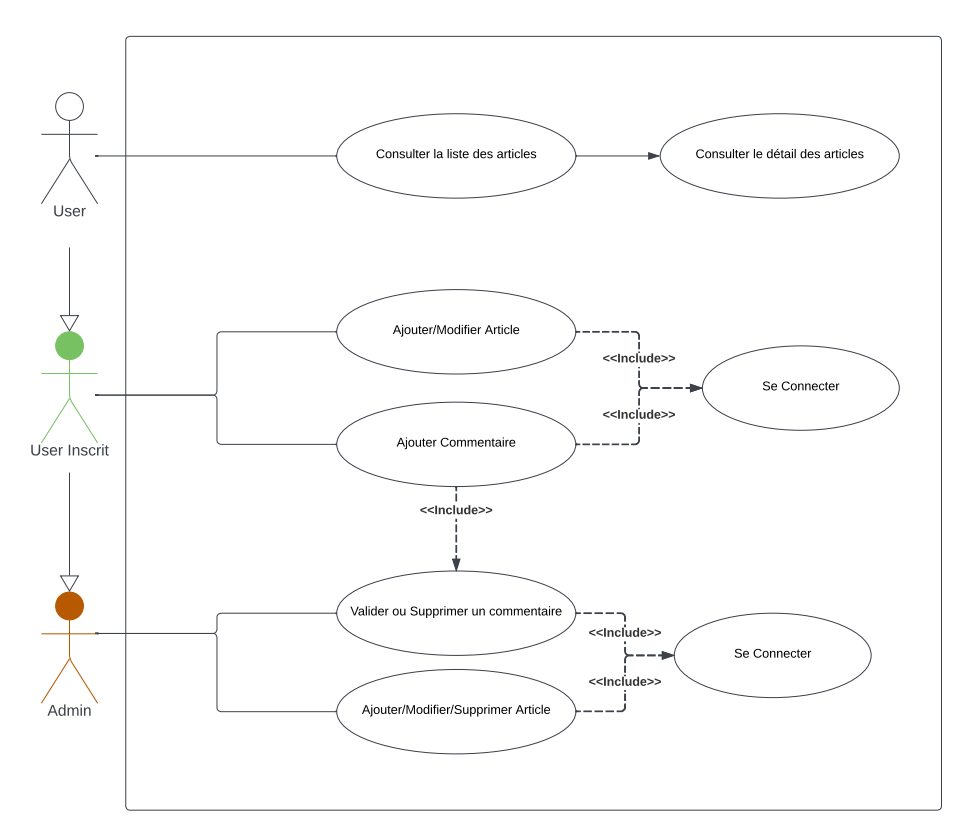 User
Consulter la liste des articles
Consulter le détail des articles
User Inscrit
Ajouter/Modifier Article
<<Include>>
Se Connecter
<<Include>>
Ajouter Commentaire
<<Include>>
Admin
Valider ou Supprimer un commentaire
<<Include>>
Se Connecter
<<Include>>
Ajouter/Modifier/Supprimer Article